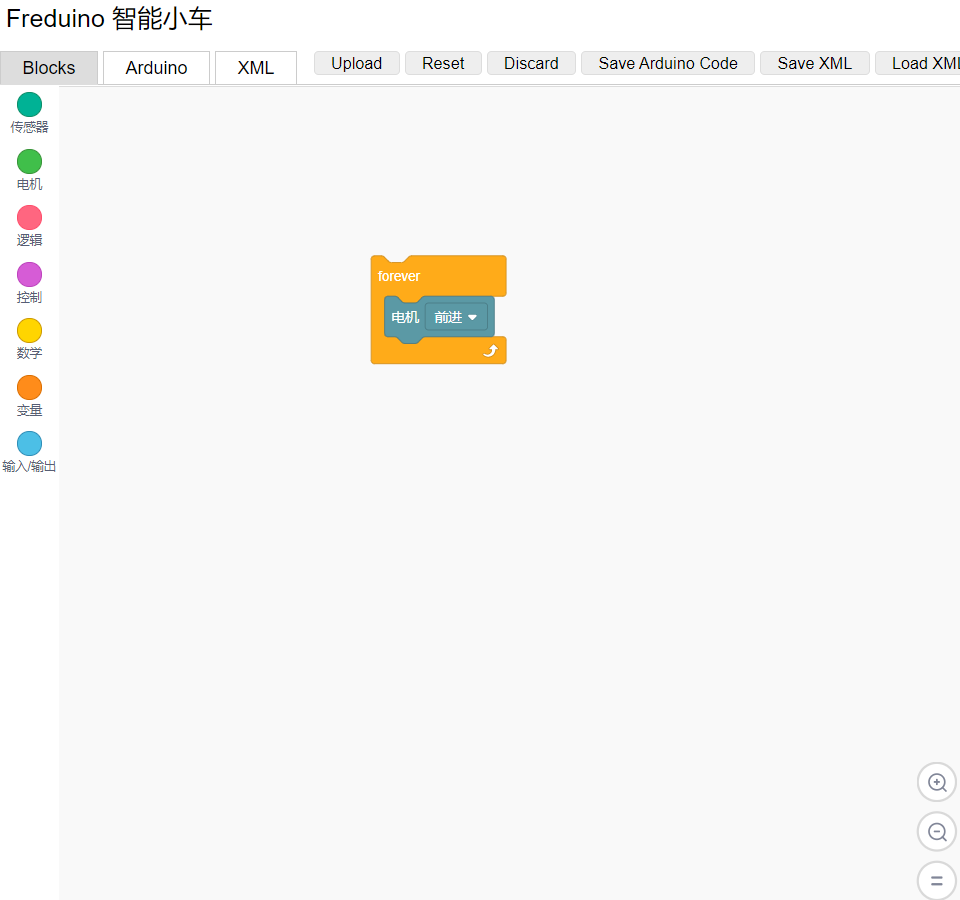 Freduino 智能小车
Blocks Arduino XML Upload Reset Discard Save Arduino Code Save XML Load XML
传感器
电机
逻辑
控制
数学
变量
输入/输出
forever
电机 前进